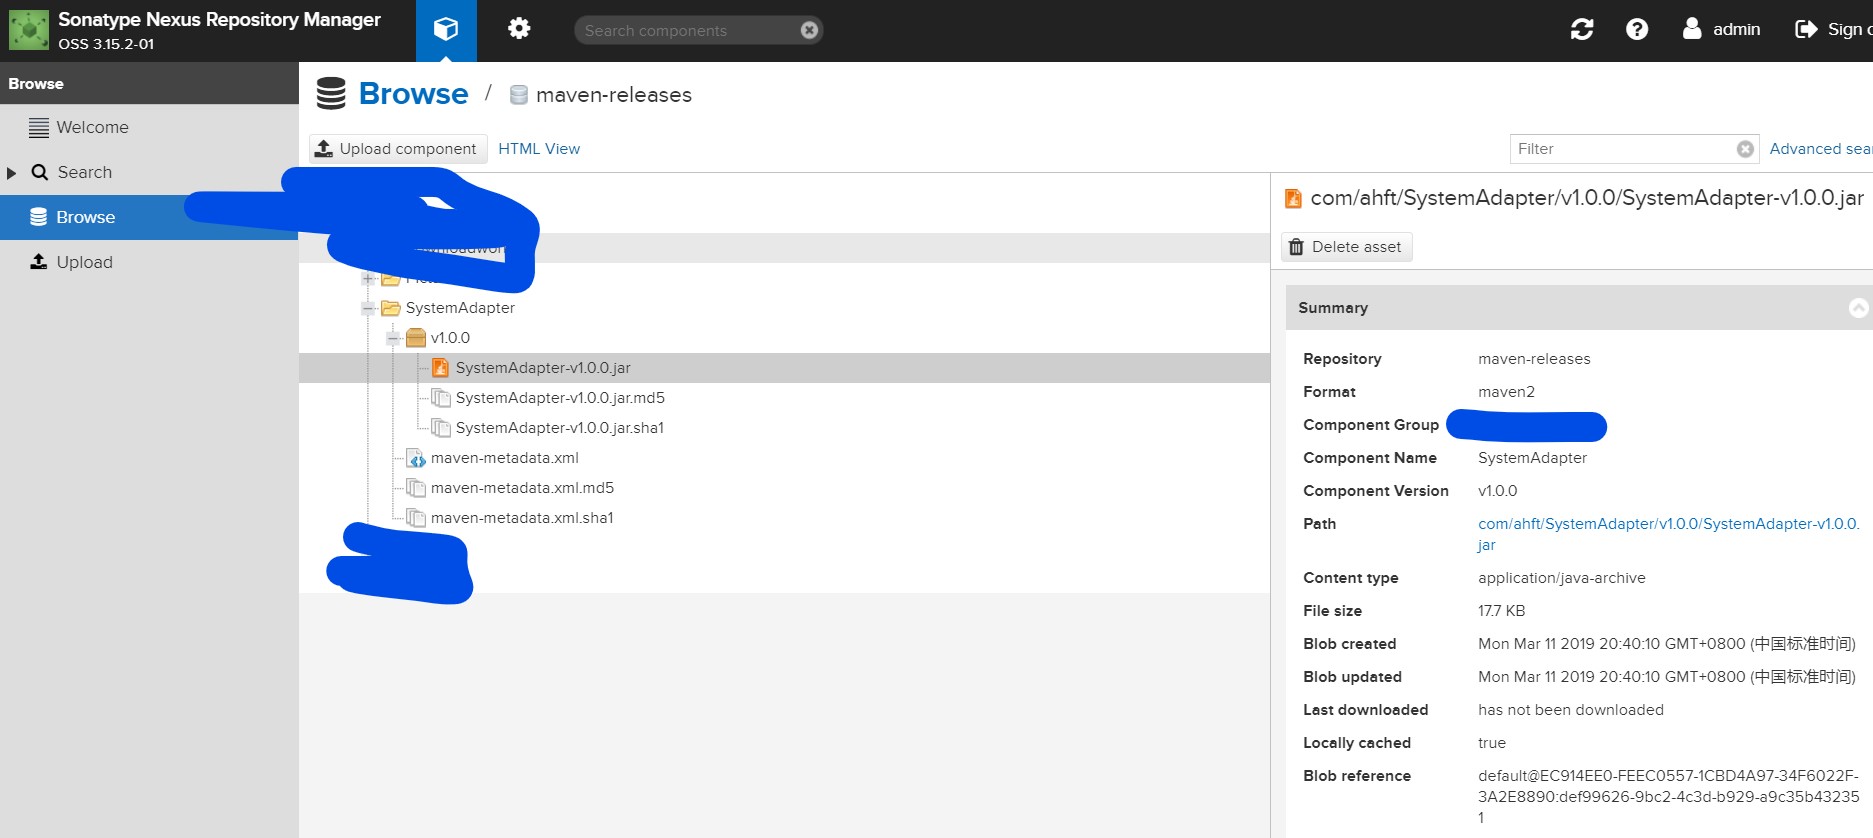 Sonatype Nexus Repository Manager
OSS 3.15.2-01
Search components
admin
Sign
Browse
Welcome
Search
Browse
Upload
Browse / maven-releases
Upload component
HTML View
Filter
Advanced
SystemAdapter
v1.0.0
SystemAdapter-v1.0.0.jar
SystemAdapter-v1.0.0.jar.md5
SystemAdapter-v1.0.0.jar.sha1
maven-metadata.xml
maven-metadata.xml.md5
maven-metadata.xml.sha1
com/ahft/SystemAdapter/v1.0.0/SystemAdapter-v1.0.0.jar
Delete asset
Summary
Repository maven-releases
Format maven2
Component Group
Component Name SystemAdapter
Component Version v1.0.0
Path com/ahft/SystemAdapter/v1.0.0/SystemAdapter-v1.0.0.
jar
Content type application/java-archive
File size 17.7 KB
Blob created Mon Mar 11 2019 20:40:10 GMT+0800 (中国标准时间)
Blob updated Mon Mar 11 2019 20:40:10 GMT+0800 (中国标准时间)
Last downloaded has not been downloaded
Locally cached true
Blob reference default@EC914EE0-FEEC0557-1CBD4A97-34F6022F-
3A2E8890:def99626-9bc2-4c3d-b929-a9c35b43235
1